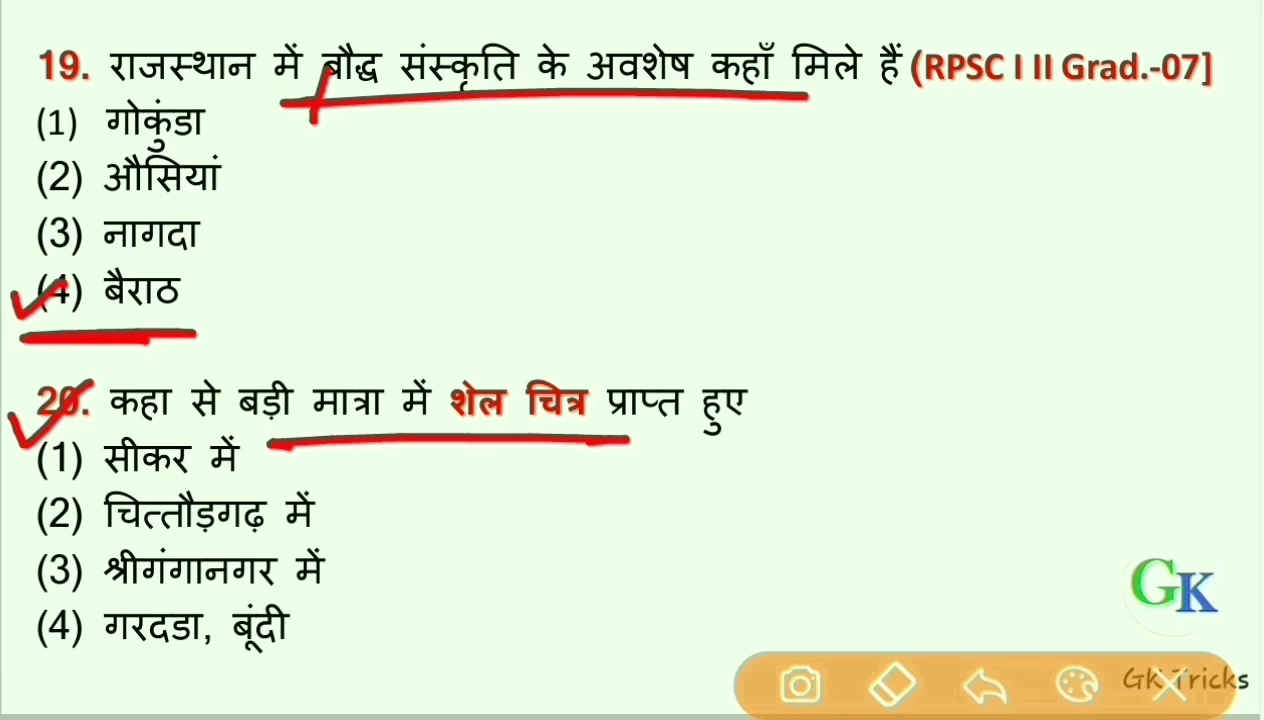 19. राजस्थान में बौद्ध संस्कृति के अवशेष कहाँ मिले हैं (RPSC I II Grad.-07]
(1) गोकुंडा
(2) औसियां
(3) नागदा
(4) बैराठ
20. कहा से बड़ी मात्रा में शेल चित्र प्राप्त हुए
(1) सीकर में
(2) चित्तौड़गढ़ में
(3) श्रीगंगानगर में
(4) गरदडा, बूंदी
GK
GK Tricks